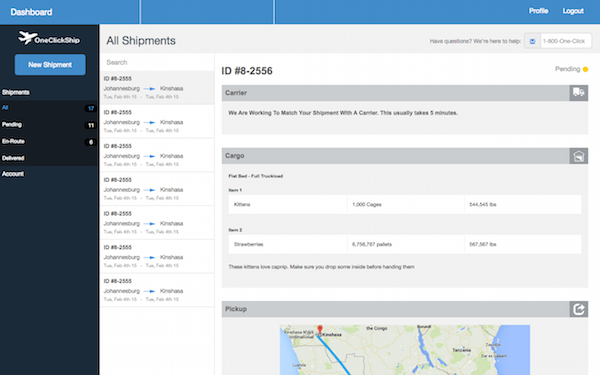 Dashboard
Profile
Logout
OneClickShip
New Shipment
Shipments
All 17
Pending 11
En-Route 6
Delivered
Account
All Shipments
Have questions? We're here to help:
1-800-One-Click
Search
ID #8-2555
Johannesburg Kinshasa
Tue, Feb 4th 15 - Tue, Feb 4th 15
ID #8-2555
Johannesburg Kinshasa
Tue, Feb 4th 15 - Tue, Feb 4th 15
ID #8-2555
Johannesburg Kinshasa
Tue, Feb 4th 15 - Tue, Feb 4th 15
ID #8-2555
Johannesburg Kinshasa
Tue, Feb 4th 15 - Tue, Feb 4th 15
ID #8-2555
Johannesburg Kinshasa
Tue, Feb 4th 15 - Tue, Feb 4th 15
ID #8-2555
Johannesburg Kinshasa
Tue, Feb 4th 15 - Tue, Feb 4th 15
ID #8-2555
Johannesburg Kinshasa
Tue, Feb 4th 15 - Tue, Feb 4th 15
ID #8-2556
Pending
Carrier
We Are Working To Match Your Shipment With A Carrier. This usually takes 5 minutes.
Cargo
Flat Bed - Full Truckload
Item 1
Kittens 1,000 Cages 544,545 lbs
Item 2
Strawberries 6,756,767 pallets 567,567 lbs
These kittens love catnip. Make sure you drop some inside before handing them
Pickup
Kinshasa
International
the Congo
Burundi
Tanzania
Dar es Salaam